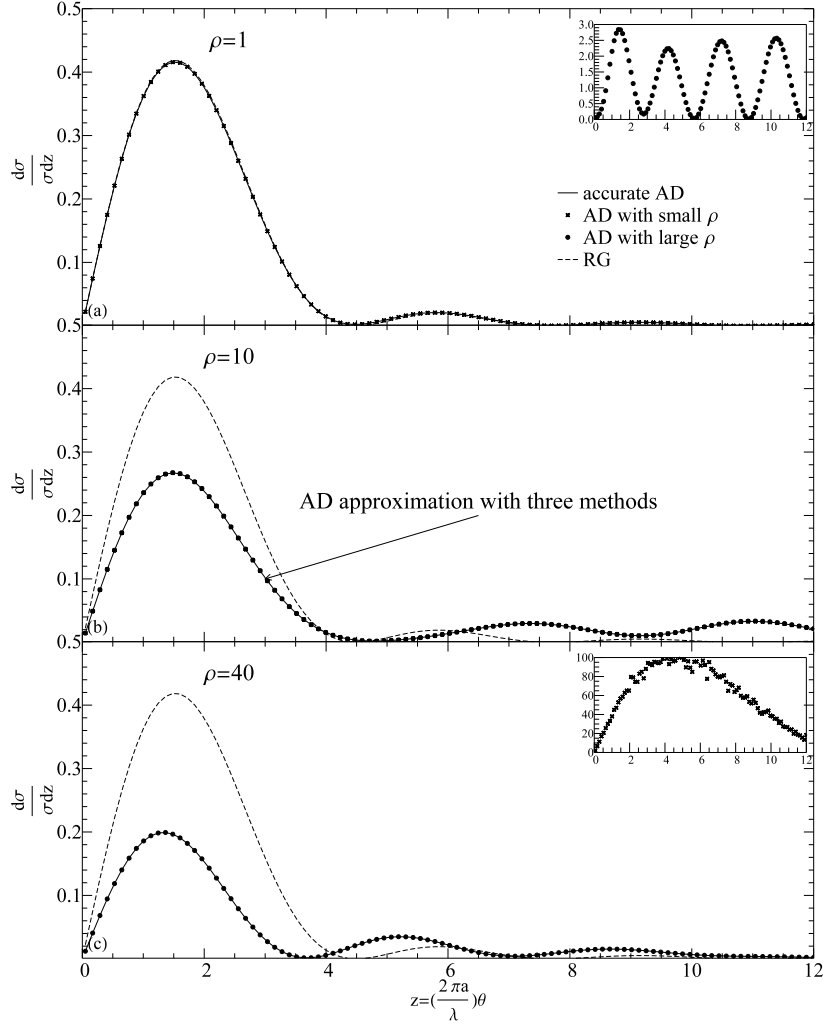 0.5
ρ=1
0.4
0.3
dσ
σdz
0.2
0.1
(a)
3.0
2.5
2.0
1.5
1.0
0.5
0.0
0 2 4 6 8 10 12
accurate AD
AD with small ρ
AD with large ρ
RG
0.5
ρ=10
0.4
0.3
dσ
σdz
0.2
0.1
(b)
AD approximation with three methods
0.5
ρ=40
0.4
0.3
dσ
σdz
0.2
0.1
(c)
100
80
60
40
20
0
0 2 4 6 8 10 12
0 2 4 6 8 10 12
z=(2πa/λ)θ